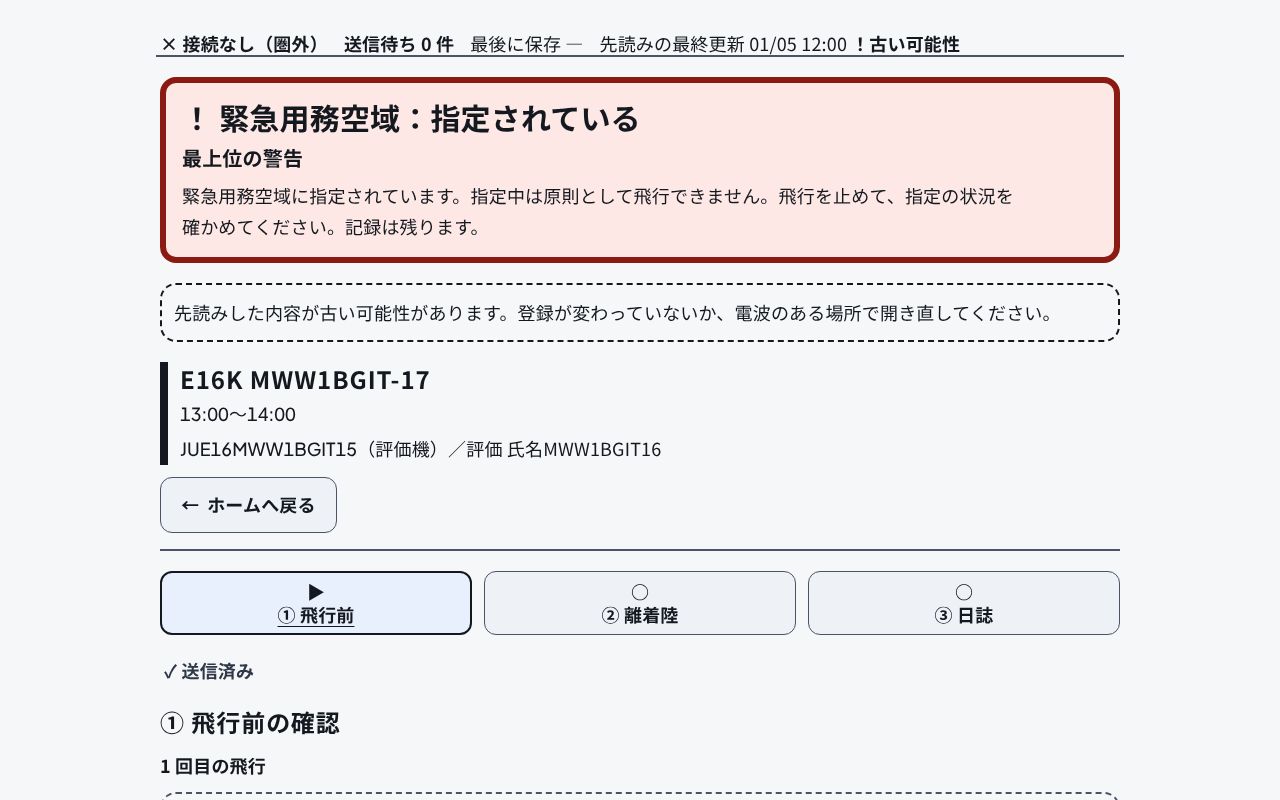 × 接続なし（圏外） 送信待ち 0 件 最後に保存 — 先読みの最終更新 01/05 12:00 ！古い可能性
！ 緊急用務空域：指定されている
最上位の警告
緊急用務空域に指定されています。指定中は原則として飛行できません。飛行を止めて、指定の状況を
確かめてください。記録は残ります。
先読みした内容が古い可能性があります。登録が変わっていないか、電波のある場所で開き直してください。
E16K MWW1BGIT-17
13:00〜14:00
JUE16MWW1BGIT15（評価機）／評価 氏名MWW1BGIT16
← ホームへ戻る
▶ ○ ○
① 飛行前 ② 離着陸 ③ 日誌
✓ 送信済み
① 飛行前の確認
1 回目の飛行